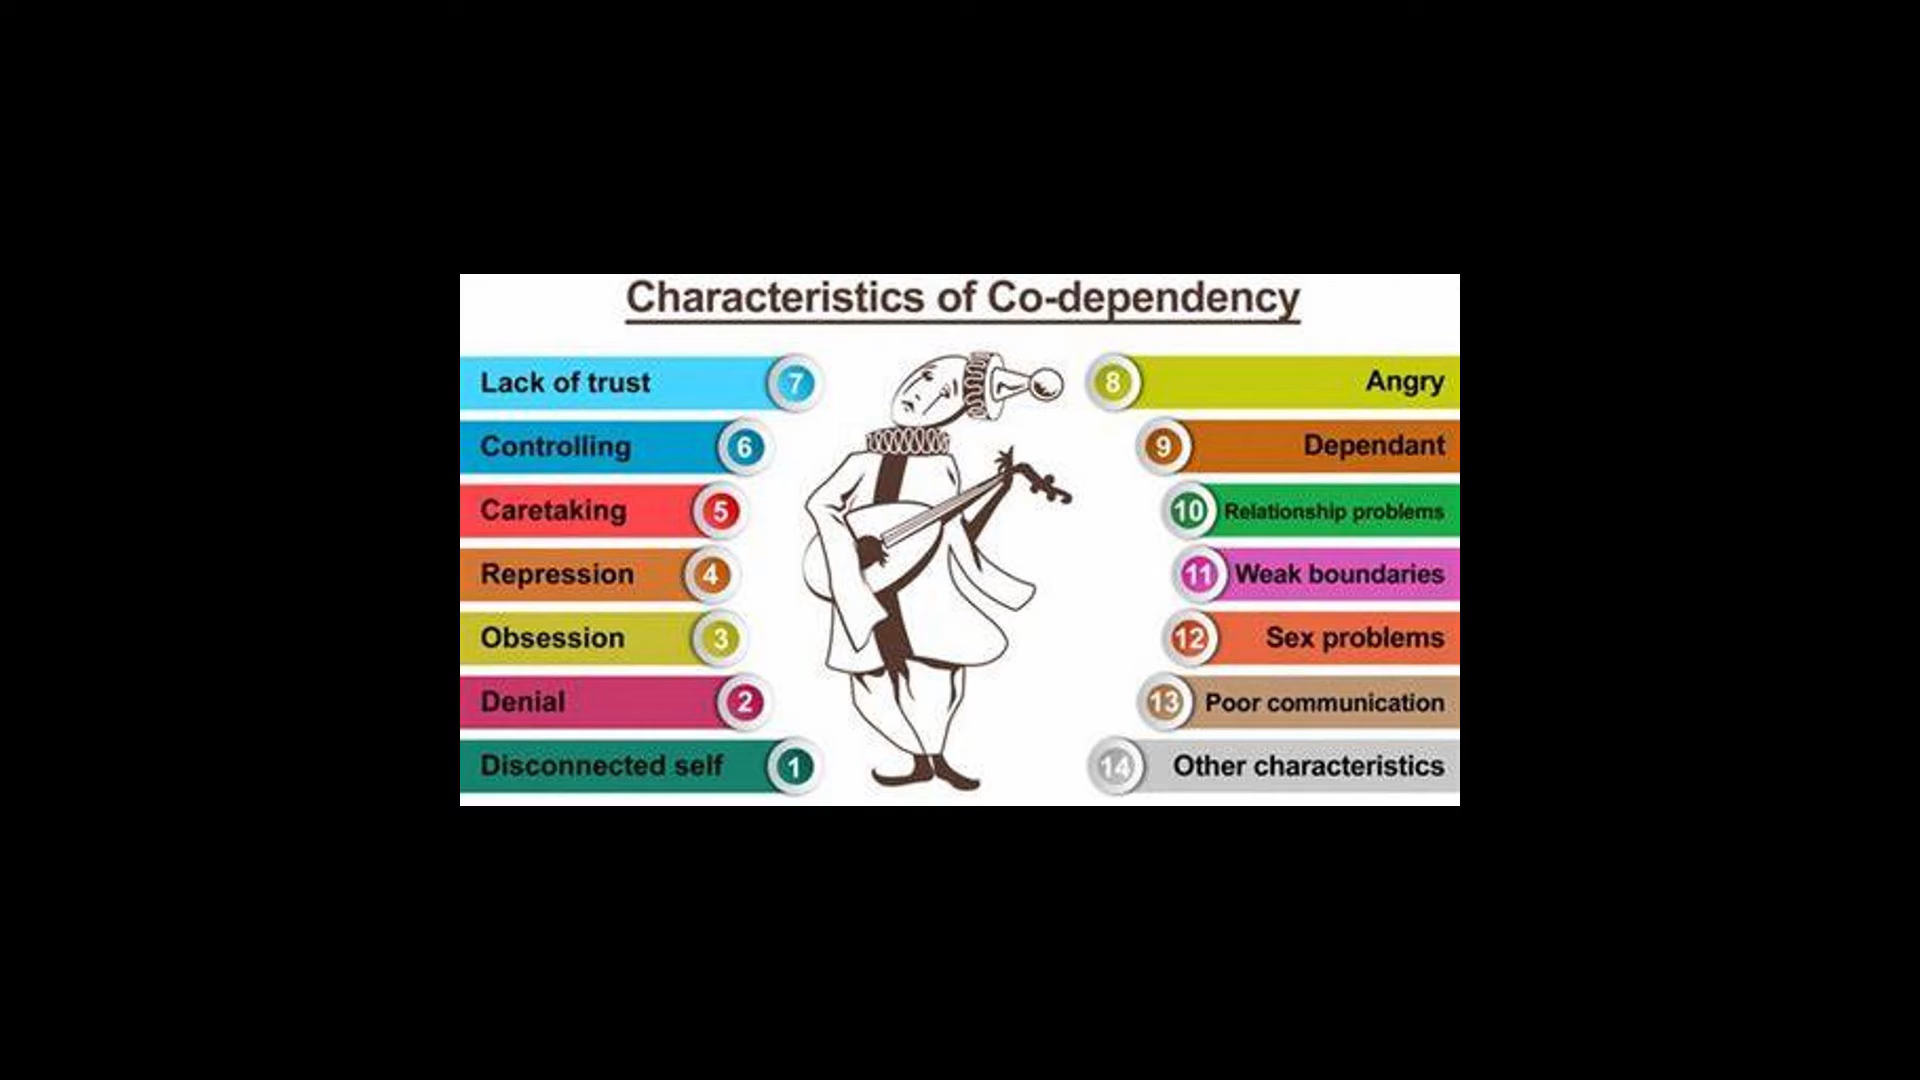 Characteristics of Co-dependency
Lack of trust 7
Controlling 6
Caretaking 5
Repression 4
Obsession 3
Denial 2
Disconnected self 1
8 Angry
9 Dependant
10 Relationship problems
11 Weak boundaries
12 Sex problems
13 Poor communication
14 Other characteristics